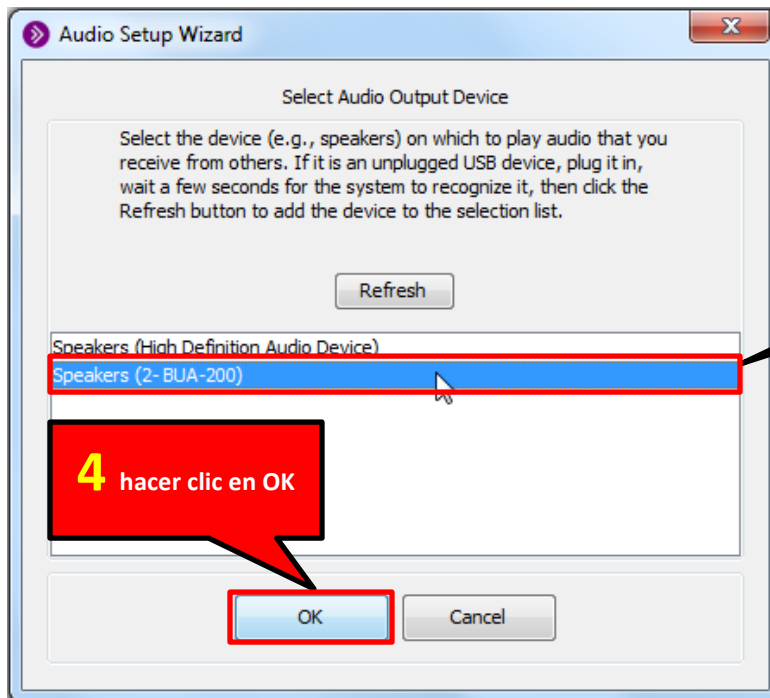 Audio Setup Wizard
Select Audio Output Device
Select the device (e.g., speakers) on which to play audio that you
receive from others. If it is an unplugged USB device, plug it in,
wait a few seconds for the system to recognize it, then click the
Refresh button to add the device to the selection list.
Refresh
Speakers (High Definition Audio Device)
Speakers (2- BUA-200)
4 hacer clic en OK
OK Cancel